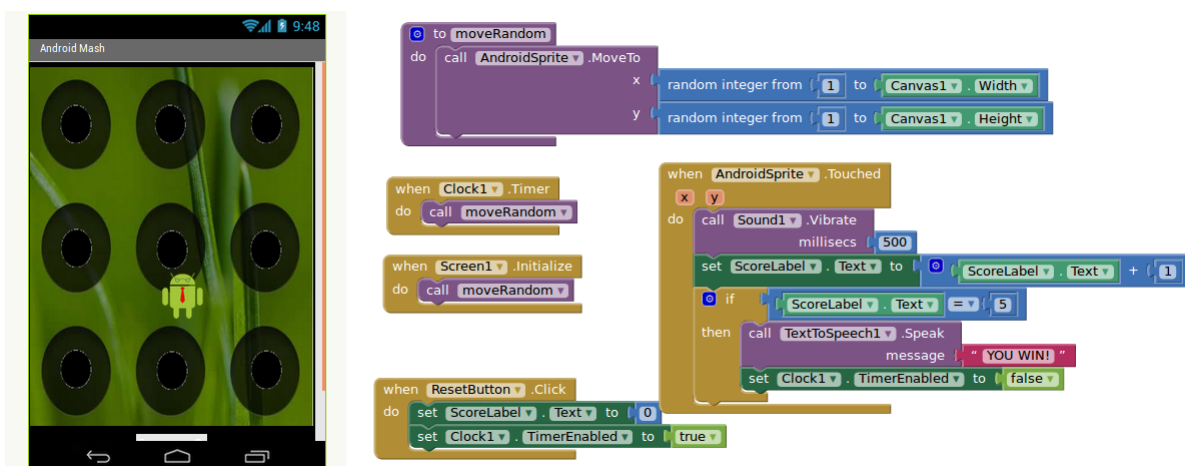 9:48
Android Mash
to moveRandom
do call AndroidSprite .MoveTo
x random integer from 1 to Canvas1 . Width
y random integer from 1 to Canvas1 . Height
when Clock1 .Timer
do call moveRandom
when Screen1 .Initialize
do call moveRandom
when ResetButton .Click
do set ScoreLabel . Text to 0
set Clock1 . TimerEnabled to true
when AndroidSprite .Touched
x y
do call Sound1 .Vibrate
millisecs 500
set ScoreLabel . Text to ScoreLabel . Text + 1
if ScoreLabel . Text = 5
then call TextToSpeech1 .Speak
message " YOU WIN! "
set Clock1 . TimerEnabled to false